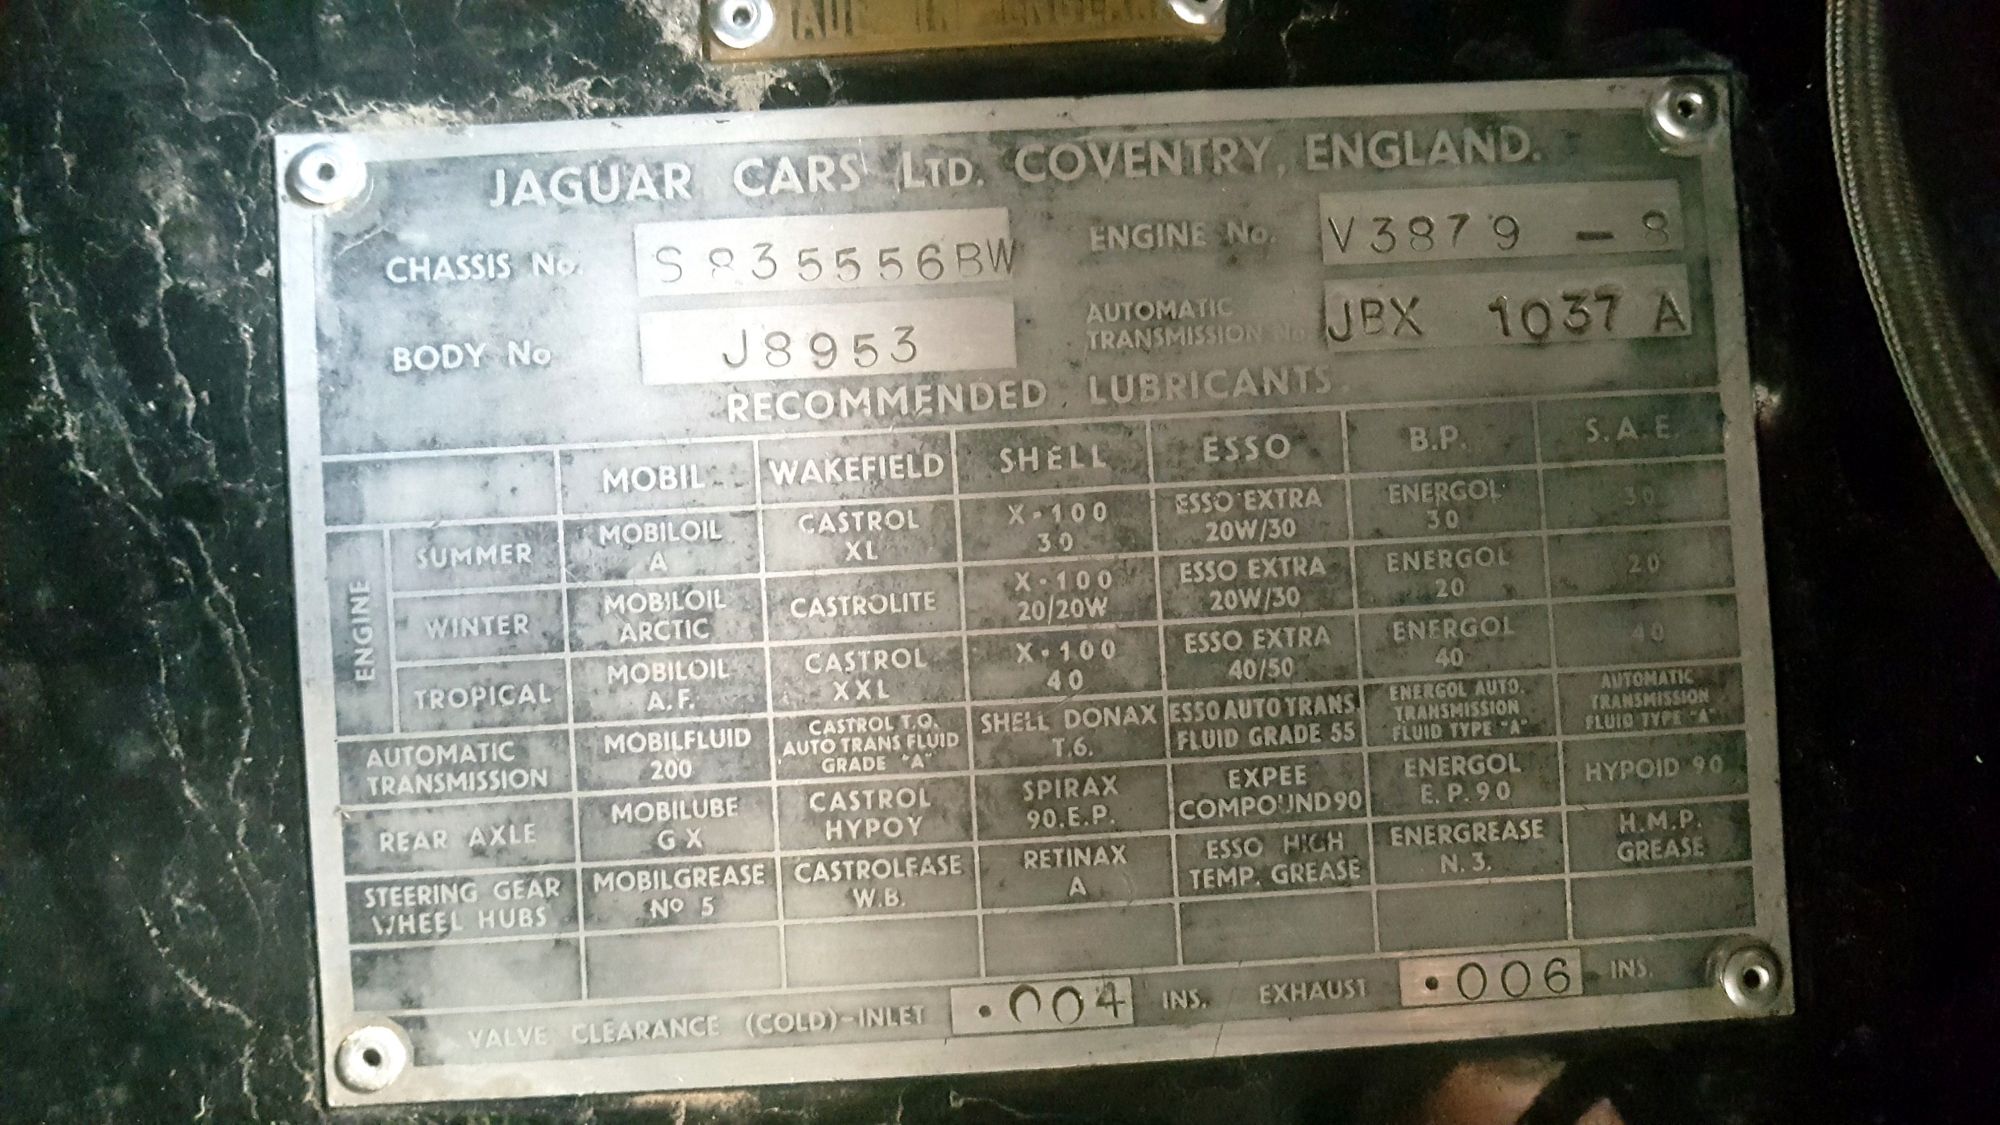 MADE IN ENGLAND
JAGUAR CARS LTD. COVENTRY, ENGLAND.
CHASSIS No. S835556BW ENGINE No. V3879 - 8
BODY No J8953 AUTOMATIC TRANSMISSION No. JBX 1037 A
RECOMMENDED LUBRICANTS
MOBIL WAKEFIELD SHELL ESSO B.P. S.A.E.
ENGINE
SUMMER MOBILOIL A CASTROL XL X-100 30 ESSO EXTRA 20W/30 ENERGOL 30 30
WINTER MOBILOIL ARCTIC CASTROLITE X-100 20/20W ESSO EXTRA 20W/30 ENERGOL 20 20
TROPICAL MOBILOIL A.F. CASTROL XXL X-100 40 ESSO EXTRA 40/50 ENERGOL 40 40
AUTOMATIC TRANSMISSION MOBILFLUID 200 CASTROL T.Q. AUTO TRANS FLUID GRADE "A" SHELL DONAX T.6. ESSO AUTO TRANS. FLUID GRADE 55 ENERGOL AUTO. TRANSMISSION FLUID TYPE "A" AUTOMATIC TRANSMISSION FLUID TYPE "A"
REAR AXLE MOBILUBE GX CASTROL HYPOY SPIRAX 90.E.P. EXPEE COMPOUND 90 ENERGOL E.P.90 HYPOID 90
STEERING GEAR WHEEL HUBS MOBILGREASE No 5 CASTROLEASE W.B. RETINAX A ESSO HIGH TEMP. GREASE ENERGREASE N.3. H.M.P. GREASE
VALVE CLEARANCE (COLD)-INLET .004 INS. EXHAUST .006 INS.